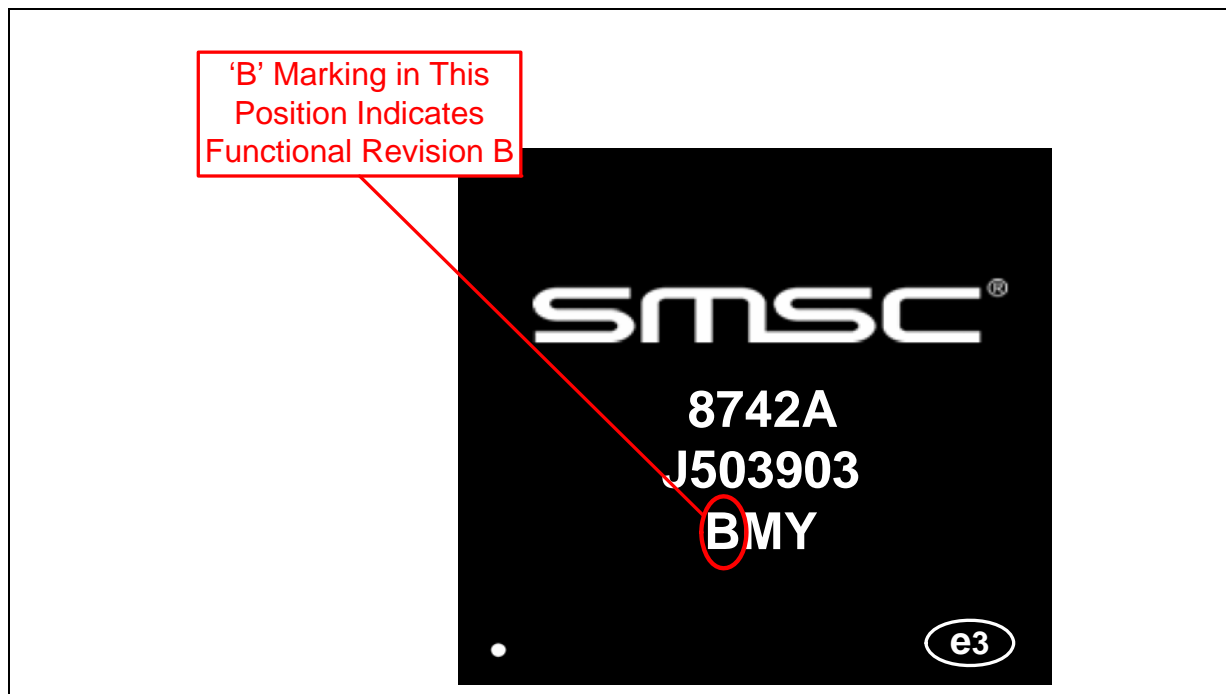 ‘B’ Marking in This
Position Indicates
Functional Revision B
smsc®
8742A
J503903
BMY
e3